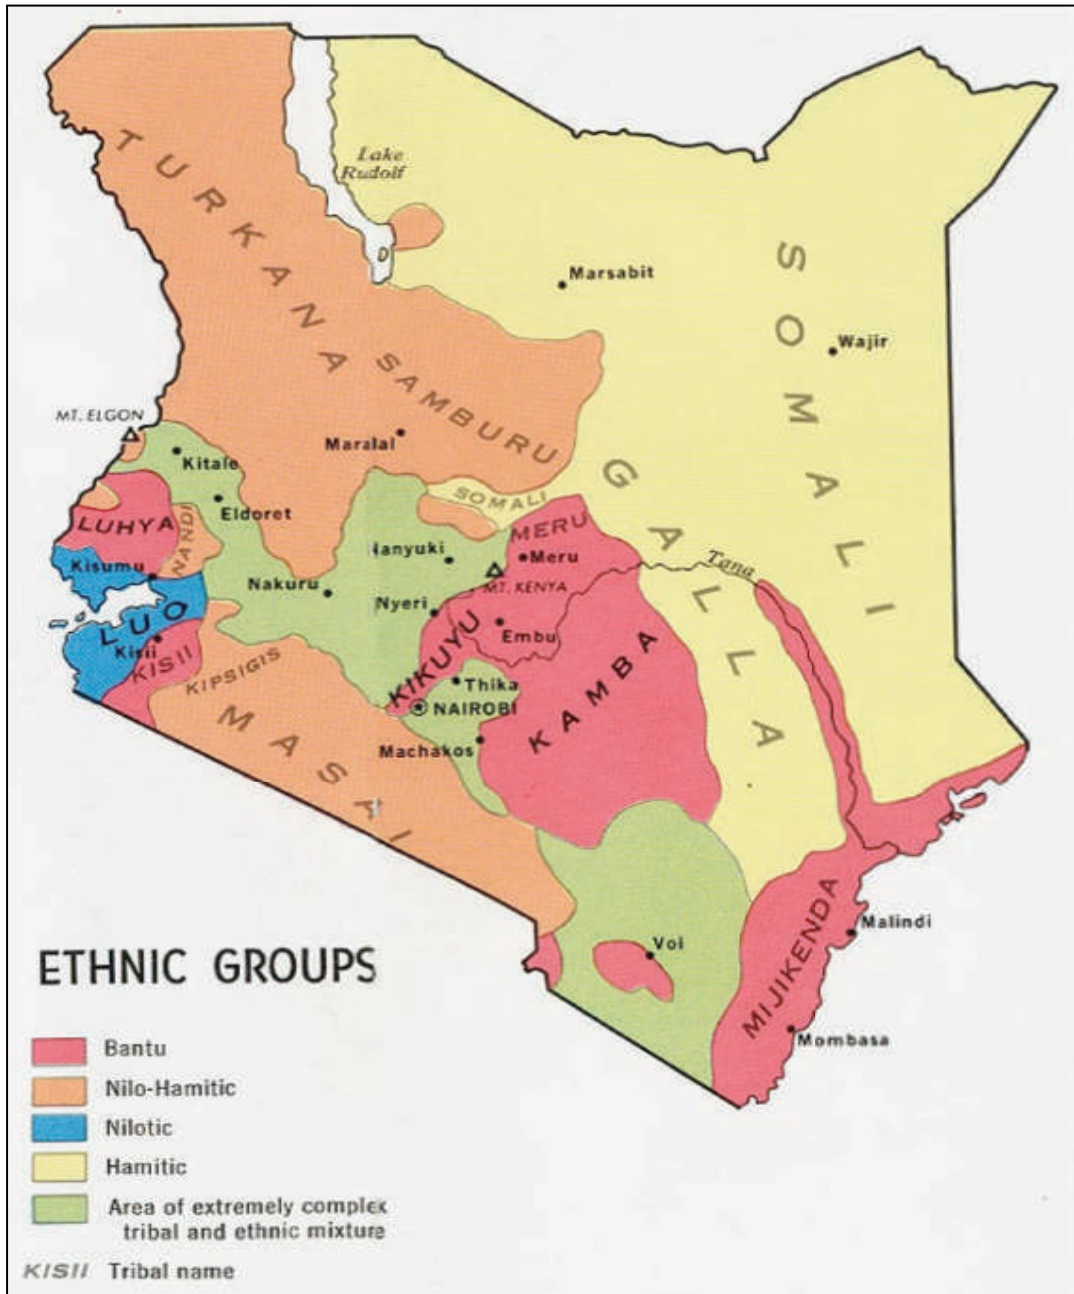 TURKANA
Lake
Rudolf
SOMALI
Marsabit
Wajir
SAMBURU
MT. ELGON
Maralal
Kitale
GALLA
SOMALI
Eldoret
LUHYA
NANDI
MERU
Nanyuki
Meru
Tana
Kisumu
MT. KENYA
Nakuru
Nyeri
LUO
Embu
Kisii
KISII
KIKUYU
KAMBA
KIPSIGIS
Thika
NAIROBI
MASAI
Machakos
Malindi
Voi
MIJIKENDA
Mombasa
ETHNIC GROUPS
Bantu
Nilo-Hamitic
Nilotic
Hamitic
Area of extremely complex
tribal and ethnic mixture
KISII Tribal name